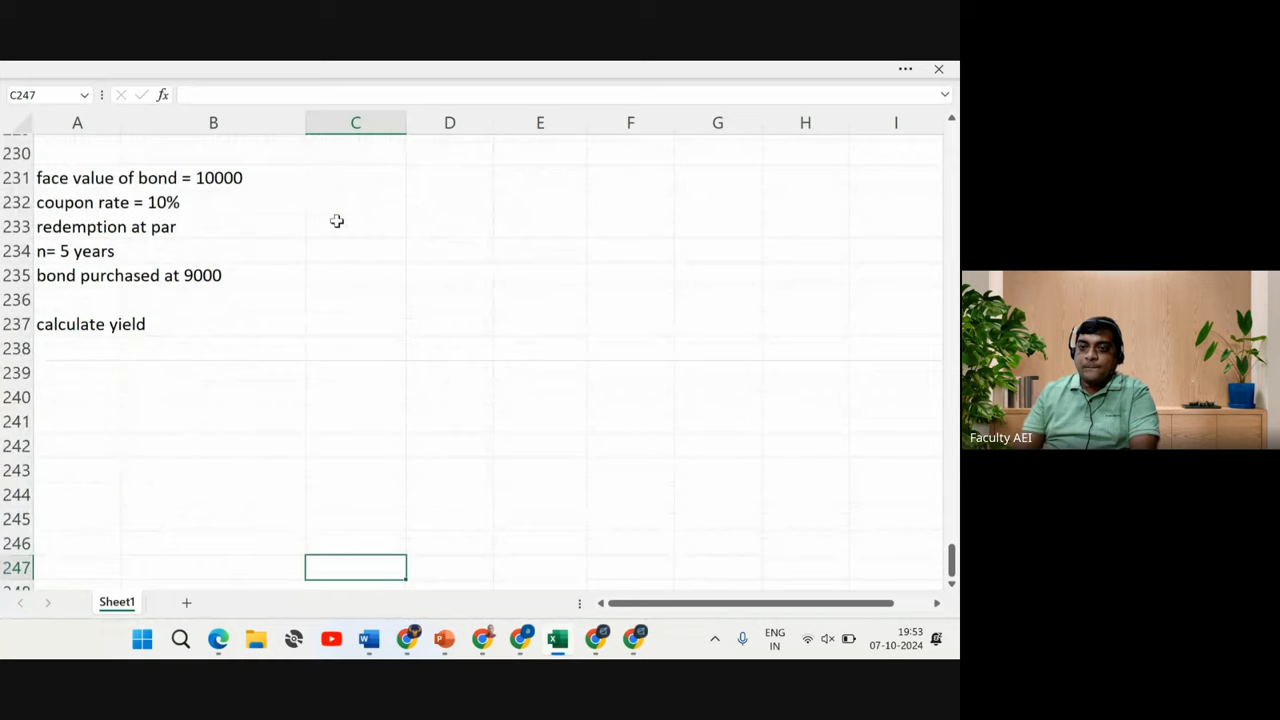 C247
fx
A B C D E F G H I
230
231 face value of bond = 10000
232 coupon rate = 10%
233 redemption at par
234 n= 5 years
235 bond purchased at 9000
236
237 calculate yield
238
239
240
241
242
243
244
245
246
247
Faculty AEI
Sheet1
ENG
IN
19:53
07-10-2024